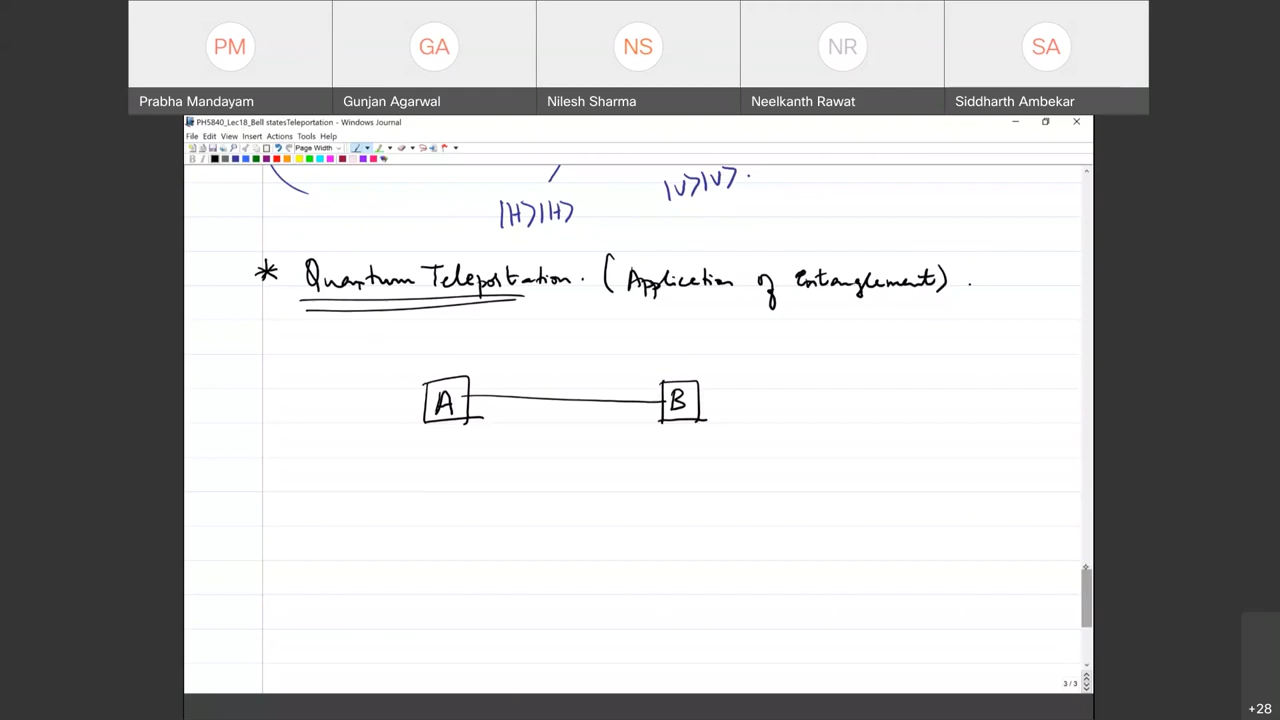 PM
GA
NS
NR
SA
Prabha Mandayam
Gunjan Agarwal
Nilesh Sharma
Neelkanth Rawat
Siddharth Ambekar
PH5840_Lec18_Bell statesTeleportation - Windows Journal
File Edit View Insert Actions Tools Help
Page Width
B I
|H>|H>
|V>|V> .
* Quantum Teleportation. (Application of Entanglement) .
A
B
3 / 3
+28